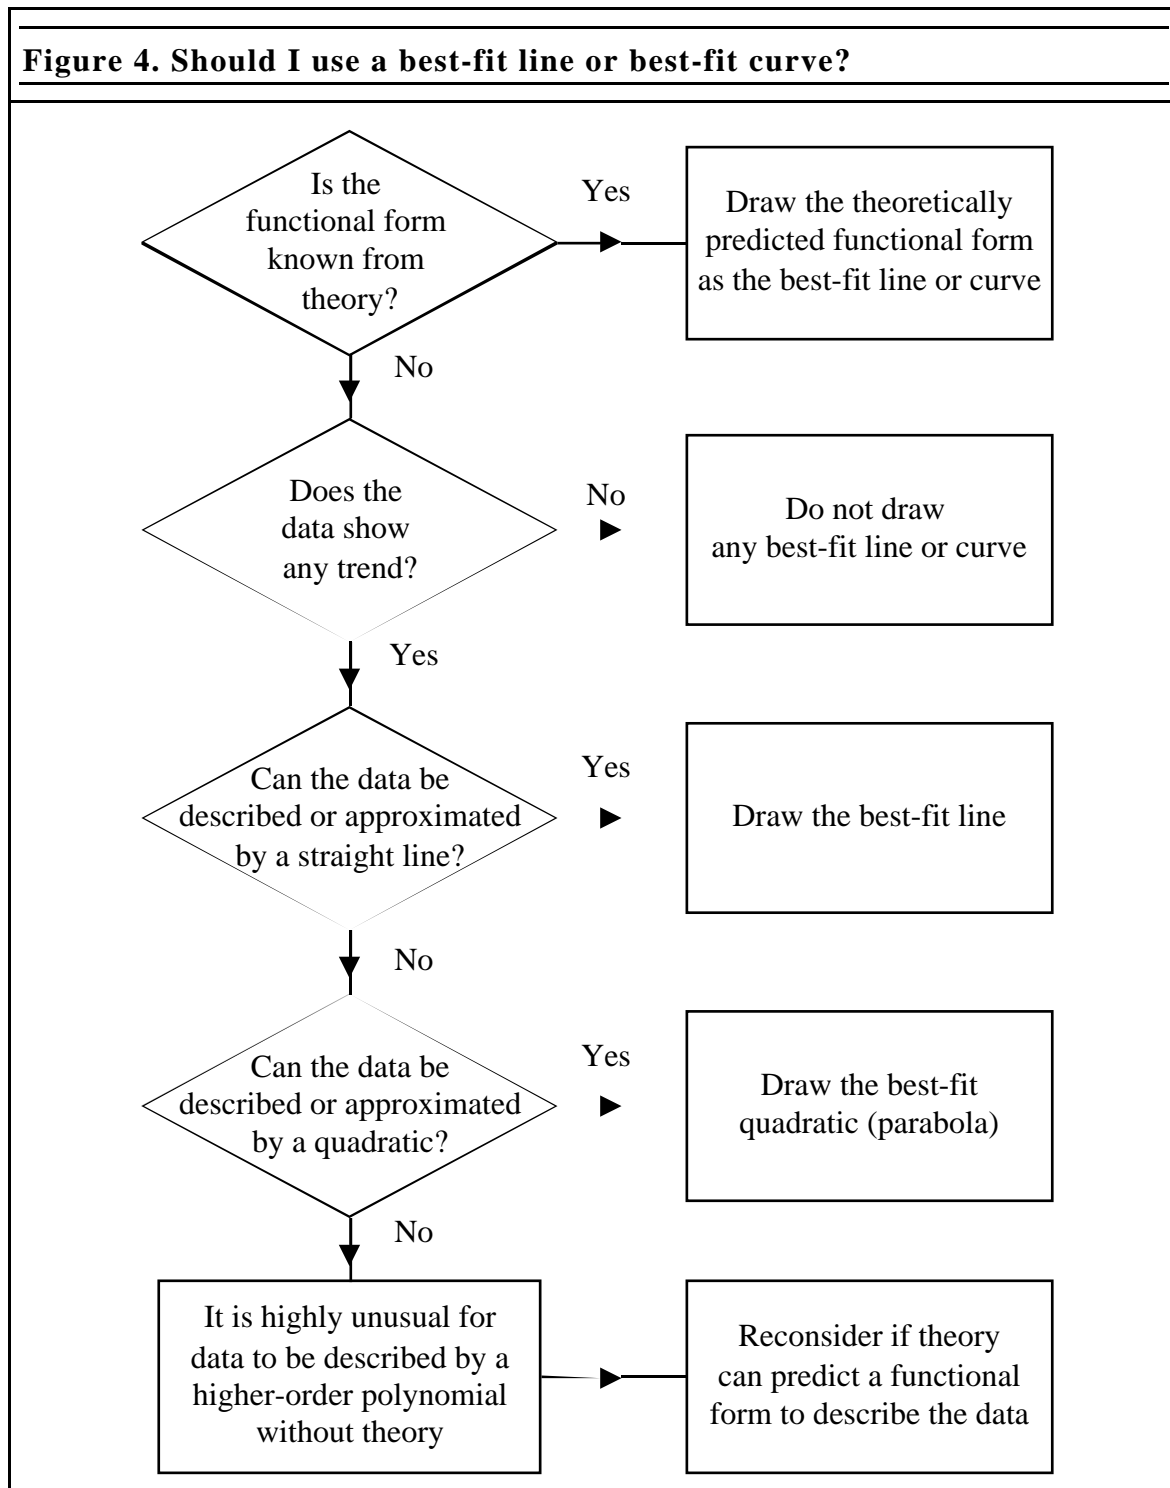 Figure 4. Should I use a best-fit line or best-fit curve?
Is the
functional form
known from
theory?
Yes
Draw the theoretically
predicted functional form
as the best-fit line or curve
No
Does the
data show
any trend?
No
Do not draw
any best-fit line or curve
Yes
Can the data be
described or approximated
by a straight line?
Yes
Draw the best-fit line
No
Can the data be
described or approximated
by a quadratic?
Yes
Draw the best-fit
quadratic (parabola)
No
It is highly unusual for
data to be described by a
higher-order polynomial
without theory
Reconsider if theory
can predict a functional
form to describe the data